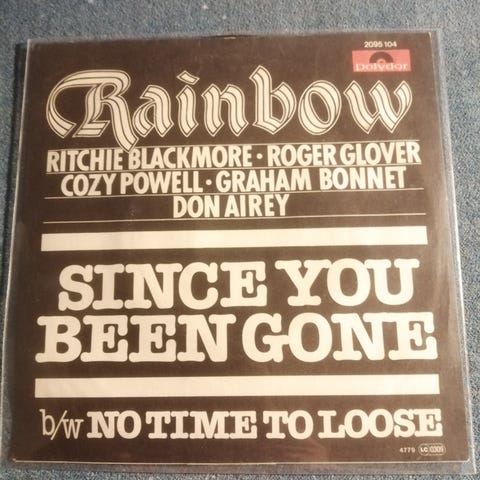 2095 104
polydor
Rainbow
RITCHIE BLACKMORE · ROGER GLOVER
COZY POWELL · GRAHAM BONNET
DON AIREY
SINCE YOU
BEEN GONE
b/w NO TIME TO LOOSE
4779 LC 0309